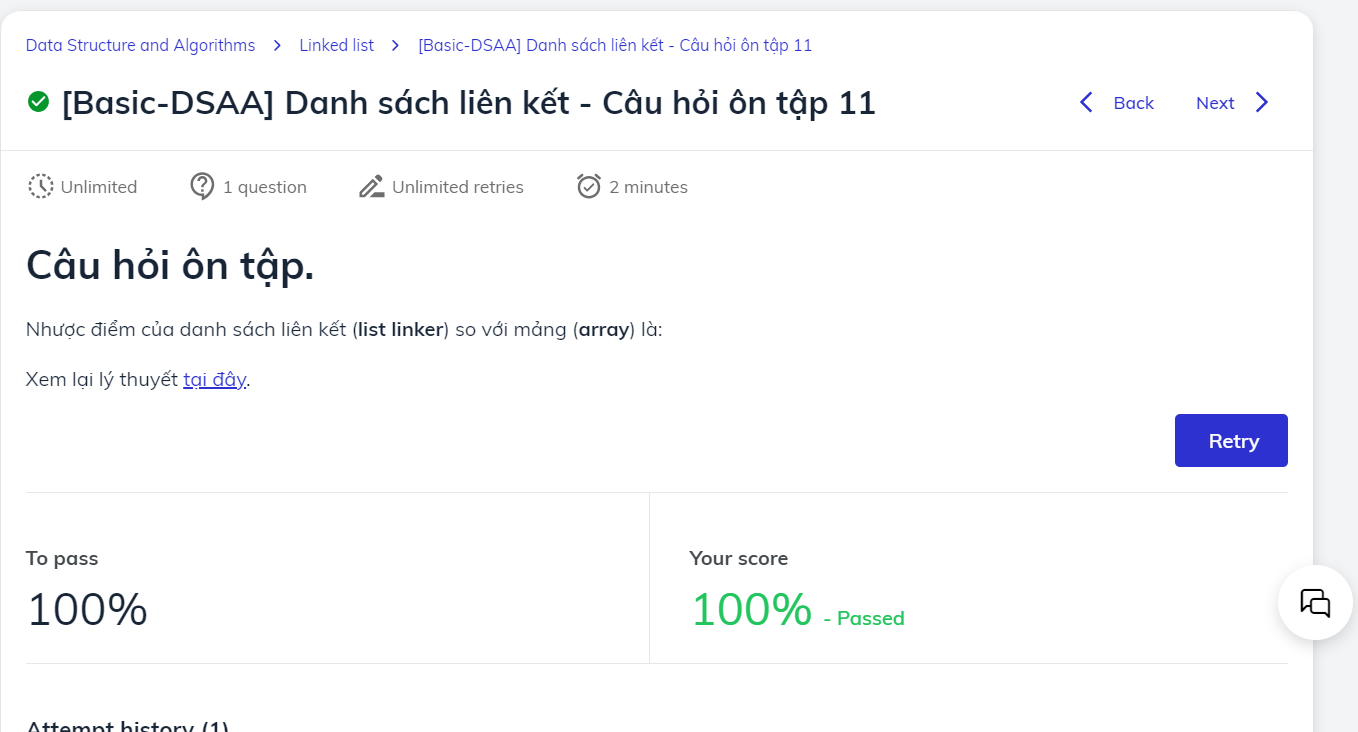 Data Structure and Algorithms > Linked list > [Basic-DSAA] Danh sách liên kết - Câu hỏi ôn tập 11
[Basic-DSAA] Danh sách liên kết - Câu hỏi ôn tập 11
Back Next
Unlimited 1 question Unlimited retries 2 minutes
Câu hỏi ôn tập.
Nhược điểm của danh sách liên kết (list linker) so với mảng (array) là:
Xem lại lý thuyết tại đây.
Retry
To pass
100%
Your score
100% - Passed
Attempt history (1)